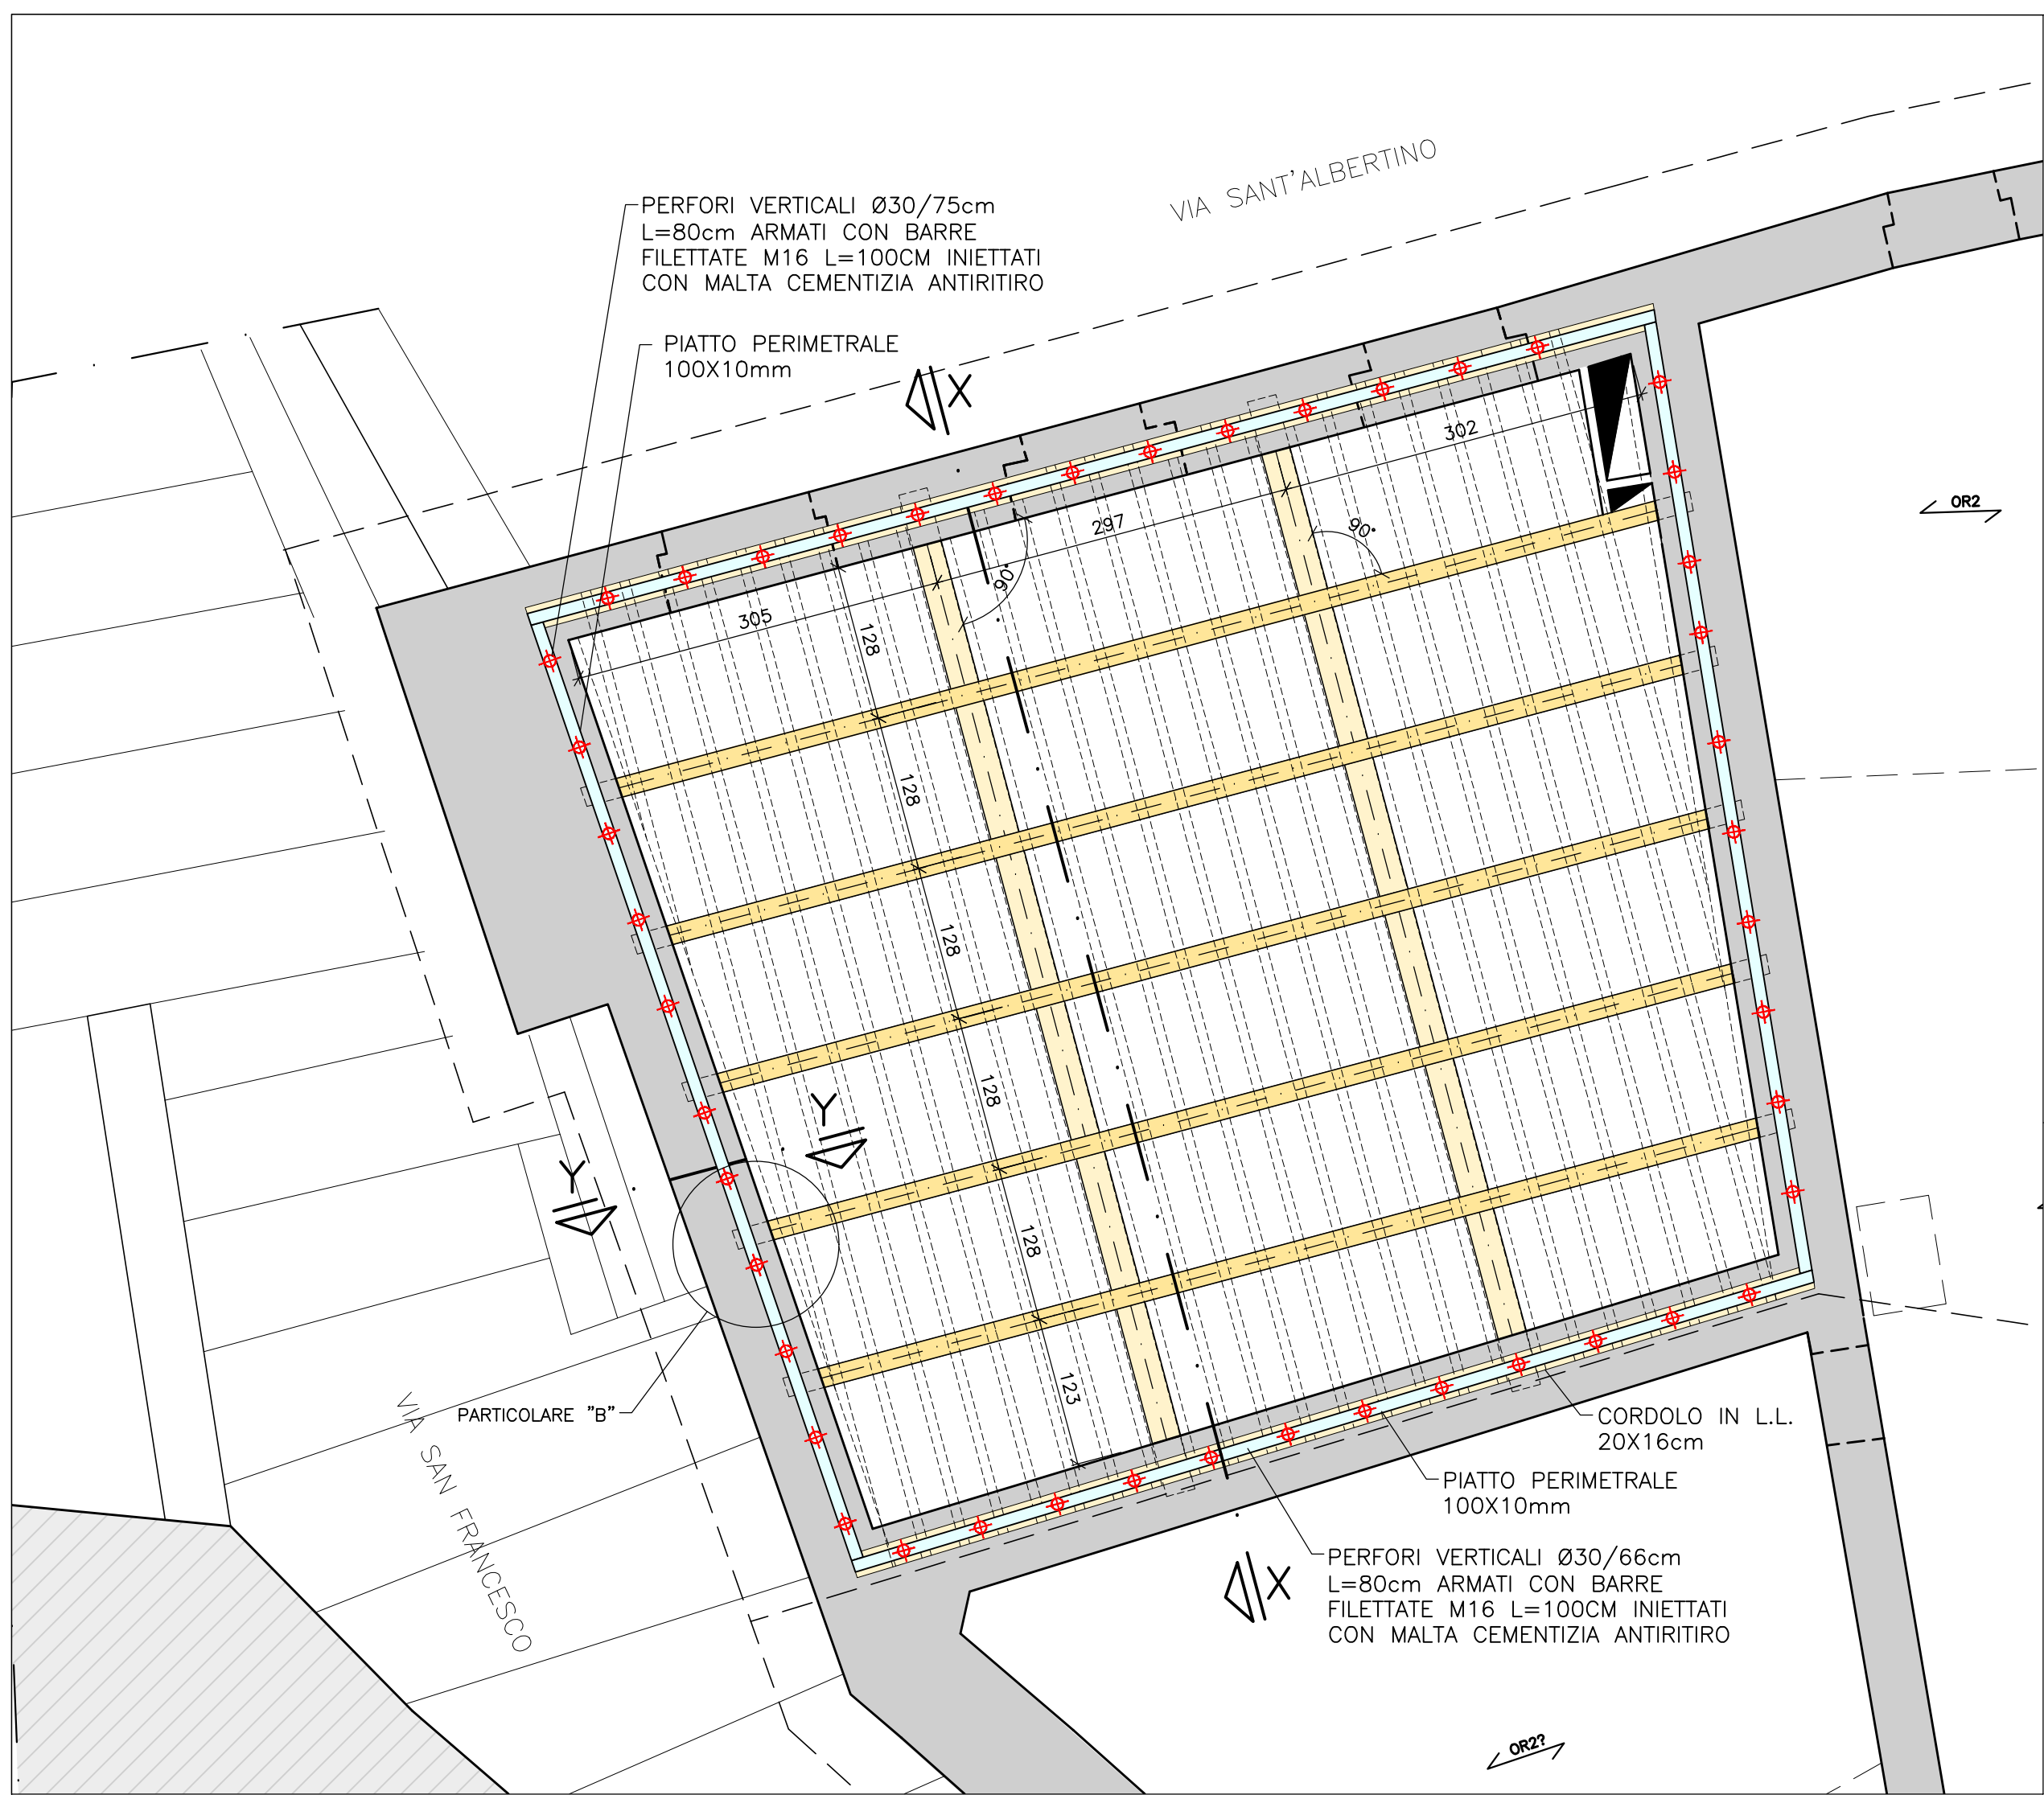 VIA SANT'ALBERTINO
PERFORI VERTICALI Ø30/75cm
L=80cm ARMATI CON BARRE
FILETTATE M16 L=100CM INIETTATI
CON MALTA CEMENTIZIA ANTIRITIRO
PIATTO PERIMETRALE
100X10mm
X
302
297
90°
OR2
90°
305
128
128
128
128
128
123
Y
Y
PARTICOLARE "B"
VIA SAN FRANCESCO
CORDOLO IN L.L.
20X16cm
PIATTO PERIMETRALE
100X10mm
X
PERFORI VERTICALI Ø30/66cm
L=80cm ARMATI CON BARRE
FILETTATE M16 L=100CM INIETTATI
CON MALTA CEMENTIZIA ANTIRITIRO
OR2?